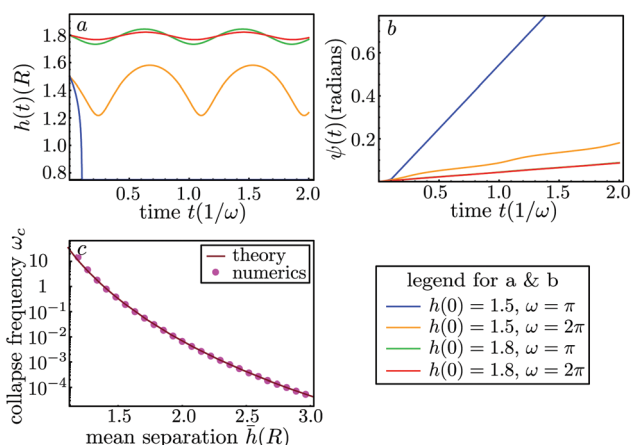 a
h(t)(R)
1.8
1.6
1.4
1.2
1.0
0.8
0.5
1.0
1.5
2.0
time t(1/ω)
b
ψ(t)(radians)
0.6
0.4
0.2
0.5
1.0
1.5
2.0
time t(1/ω)
c
collapse frequency ω_c
10
1
10⁻¹
10⁻²
10⁻³
10⁻⁴
theory
numerics
1.5
2.0
2.5
3.0
mean separation h̄(R)
legend for a & b
h(0) = 1.5, ω = π
h(0) = 1.5, ω = 2π
h(0) = 1.8, ω = π
h(0) = 1.8, ω = 2π